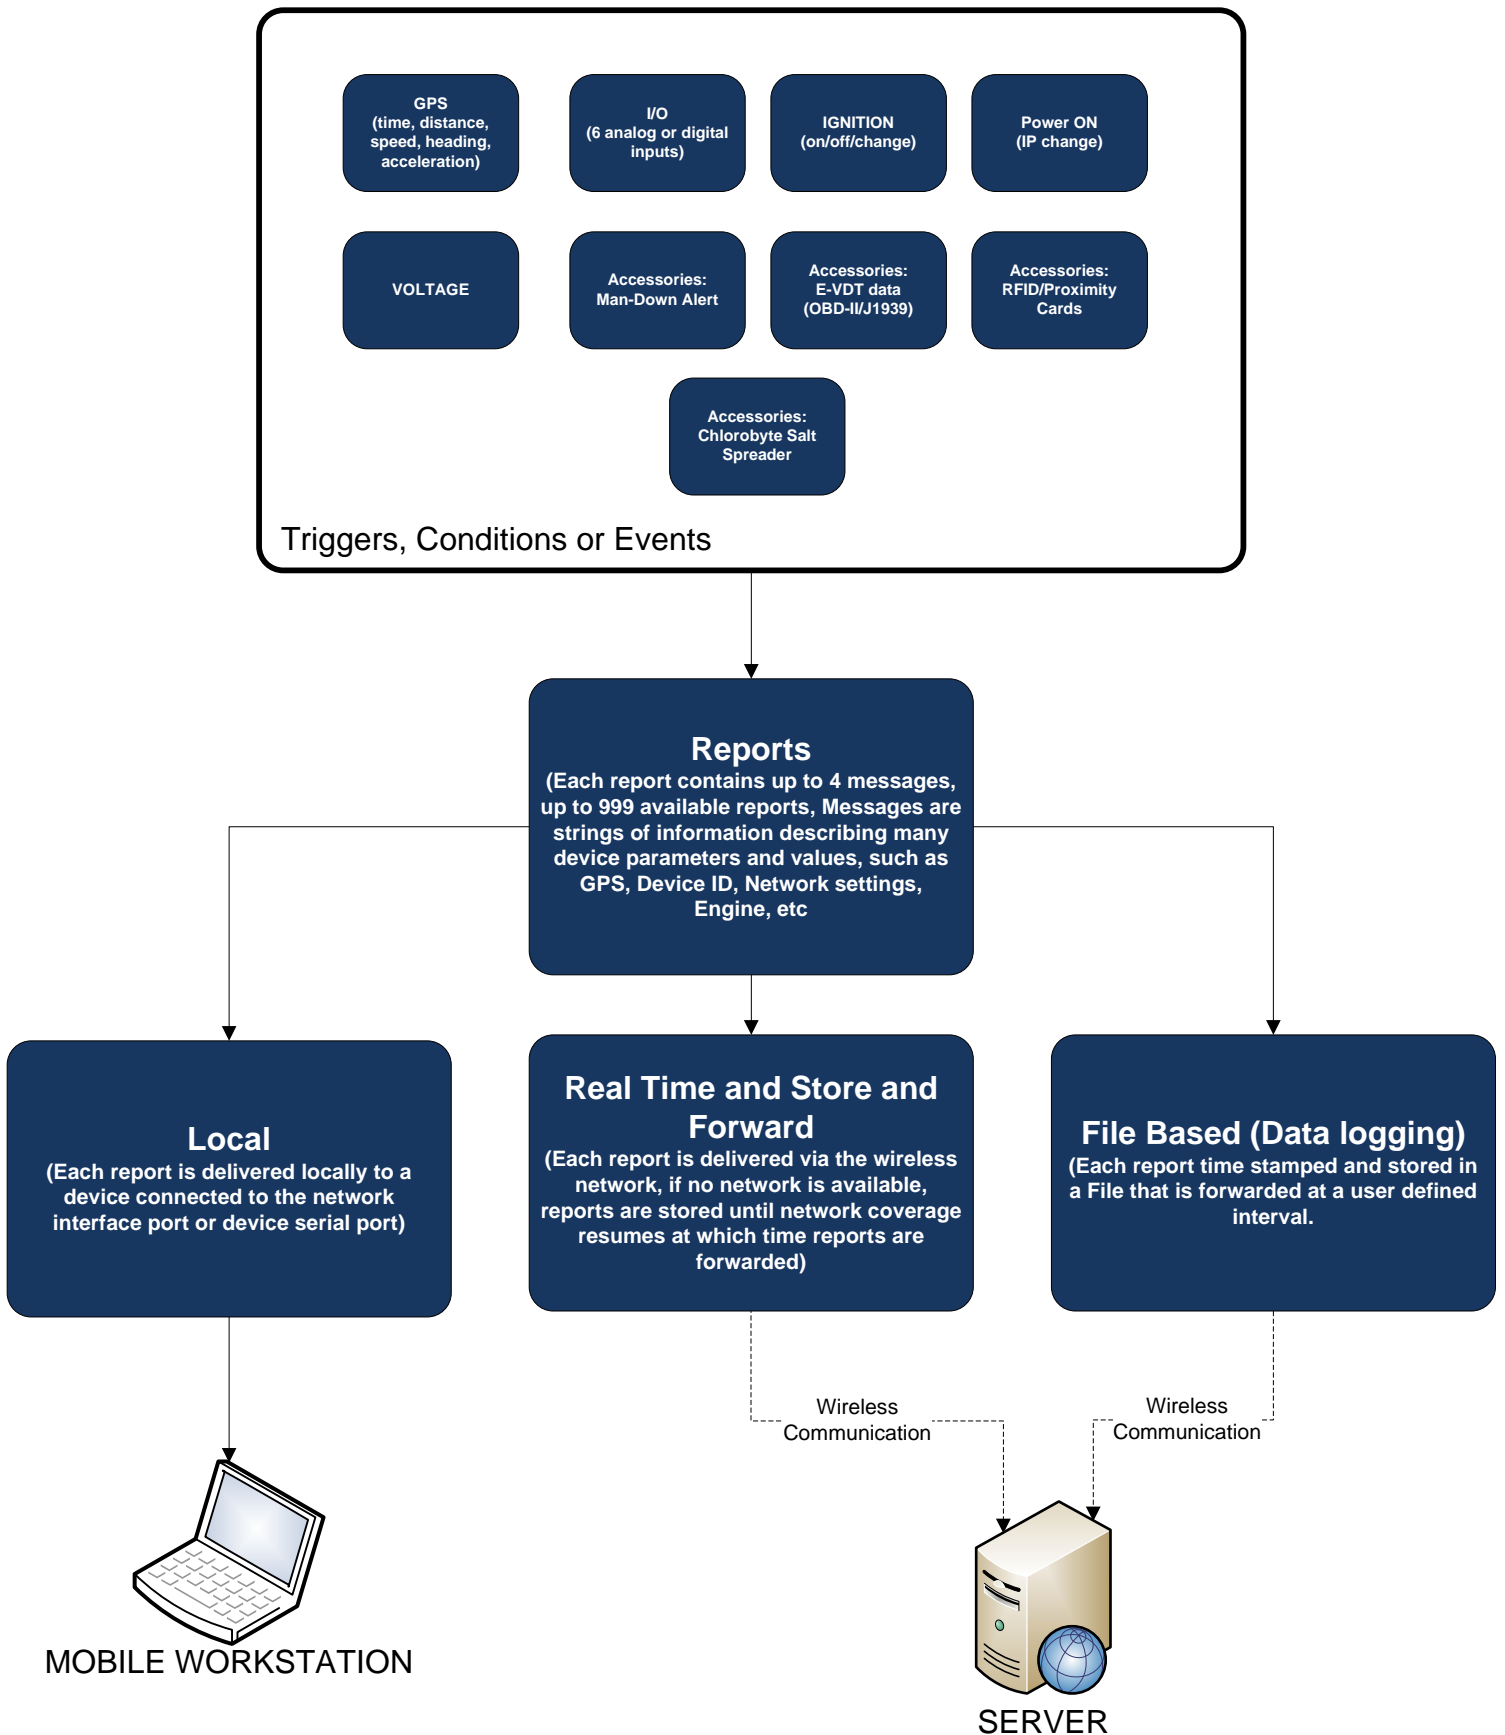 GPS
(time, distance,
speed, heading,
acceleration)
I/O
(6 analog or digital
inputs)
IGNITION
(on/off/change)
Power ON
(IP change)
VOLTAGE
Accessories:
Man-Down Alert
Accessories:
E-VDT data
(OBD-II/J1939)
Accessories:
RFID/Proximity
Cards
Accessories:
Chlorobyte Salt
Spreader
Triggers, Conditions or Events
Reports
(Each report contains up to 4 messages,
up to 999 available reports, Messages are
strings of information describing many
device parameters and values, such as
GPS, Device ID, Network settings,
Engine, etc
Local
(Each report is delivered locally to a
device connected to the network
interface port or device serial port)
Real Time and Store and
Forward
(Each report is delivered via the wireless
network, if no network is available,
reports are stored until network coverage
resumes at which time reports are
forwarded)
File Based (Data logging)
(Each report time stamped and stored in
a File that is forwarded at a user defined
interval.
Wireless
Communication
Wireless
Communication
MOBILE WORKSTATION
SERVER